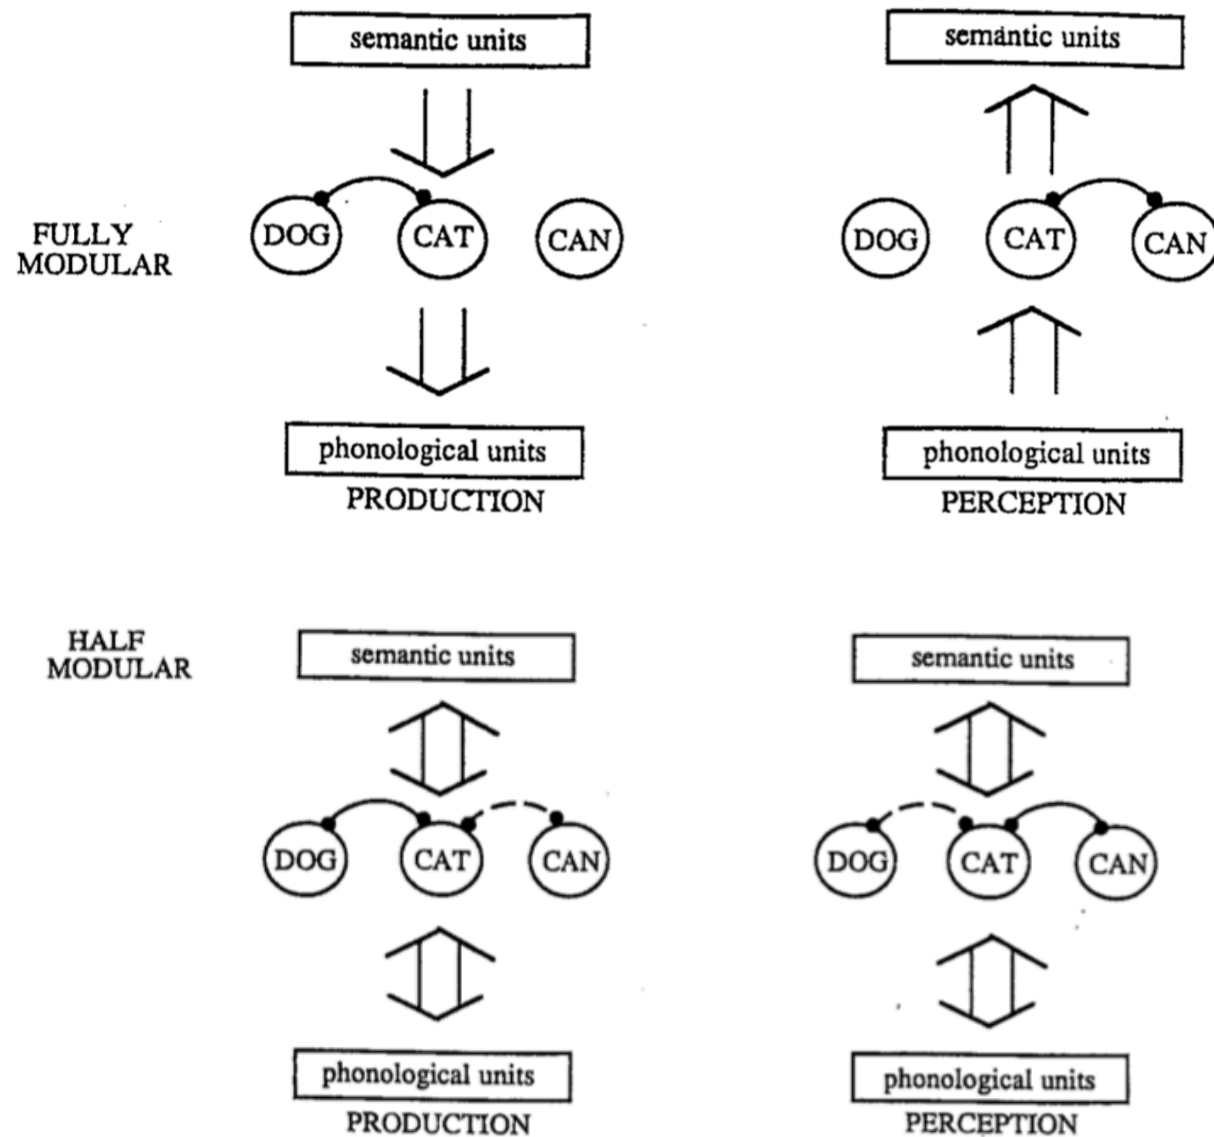 semantic units
semantic units
FULLY
MODULAR
DOG
CAT
CAN
DOG
CAT
CAN
phonological units
phonological units
PRODUCTION
PERCEPTION
HALF
MODULAR
semantic units
semantic units
DOG
CAT
CAN
DOG
CAT
CAN
phonological units
phonological units
PRODUCTION
PERCEPTION